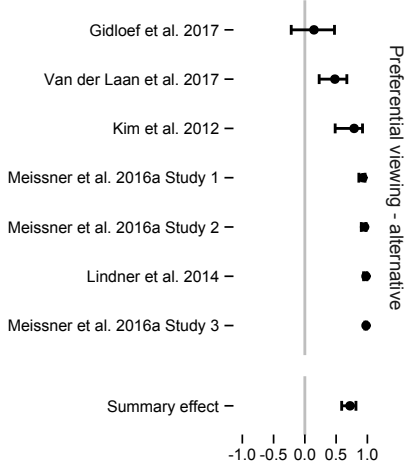 Gidloef et al. 2017
Van der Laan et al. 2017
Kim et al. 2012
Meissner et al. 2016a Study 1
Meissner et al. 2016a Study 2
Lindner et al. 2014
Meissner et al. 2016a Study 3
Summary effect
-1.0 -0.5 0.0 0.5 1.0
Preferential viewing - alternative